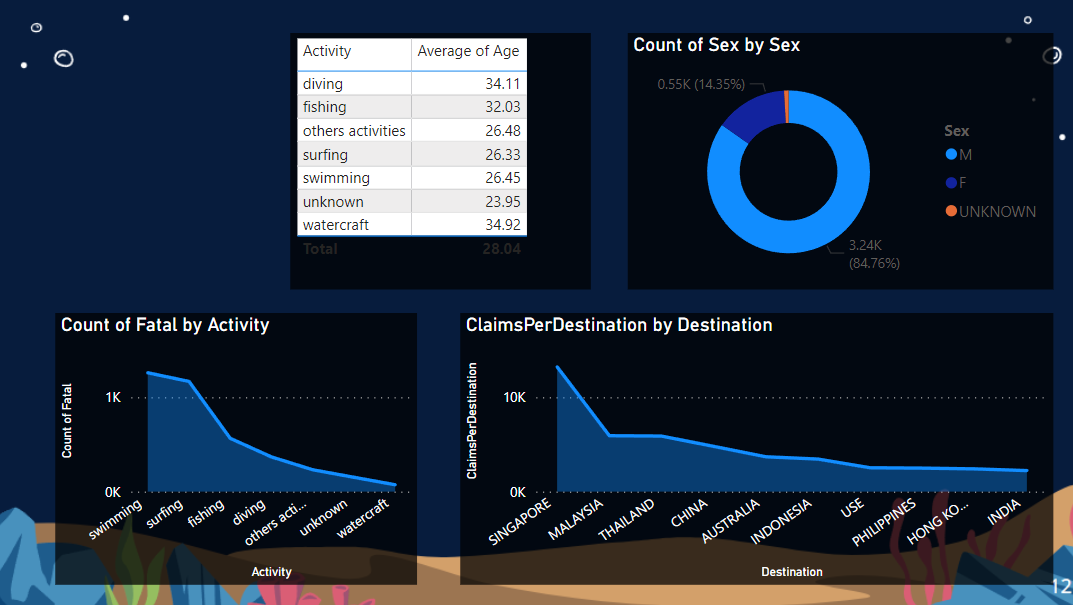 Activity Average of Age
diving 34.11
fishing 32.03
others activities 26.48
surfing 26.33
swimming 26.45
unknown 23.95
watercraft 34.92
Total 28.04
Count of Sex by Sex
0.55K (14.35%)
3.24K
(84.76%)
Sex
M
F
UNKNOWN
Count of Fatal by Activity
Count of Fatal
1K
0K
swimming
surfing
fishing
diving
others acti...
unknown
watercraft
Activity
ClaimsPerDestination by Destination
ClaimsPerDestination
10K
0K
SINGAPORE
MALAYSIA
THAILAND
CHINA
AUSTRALIA
INDONESIA
USE
PHILIPPINES
HONG KO...
INDIA
Destination
12